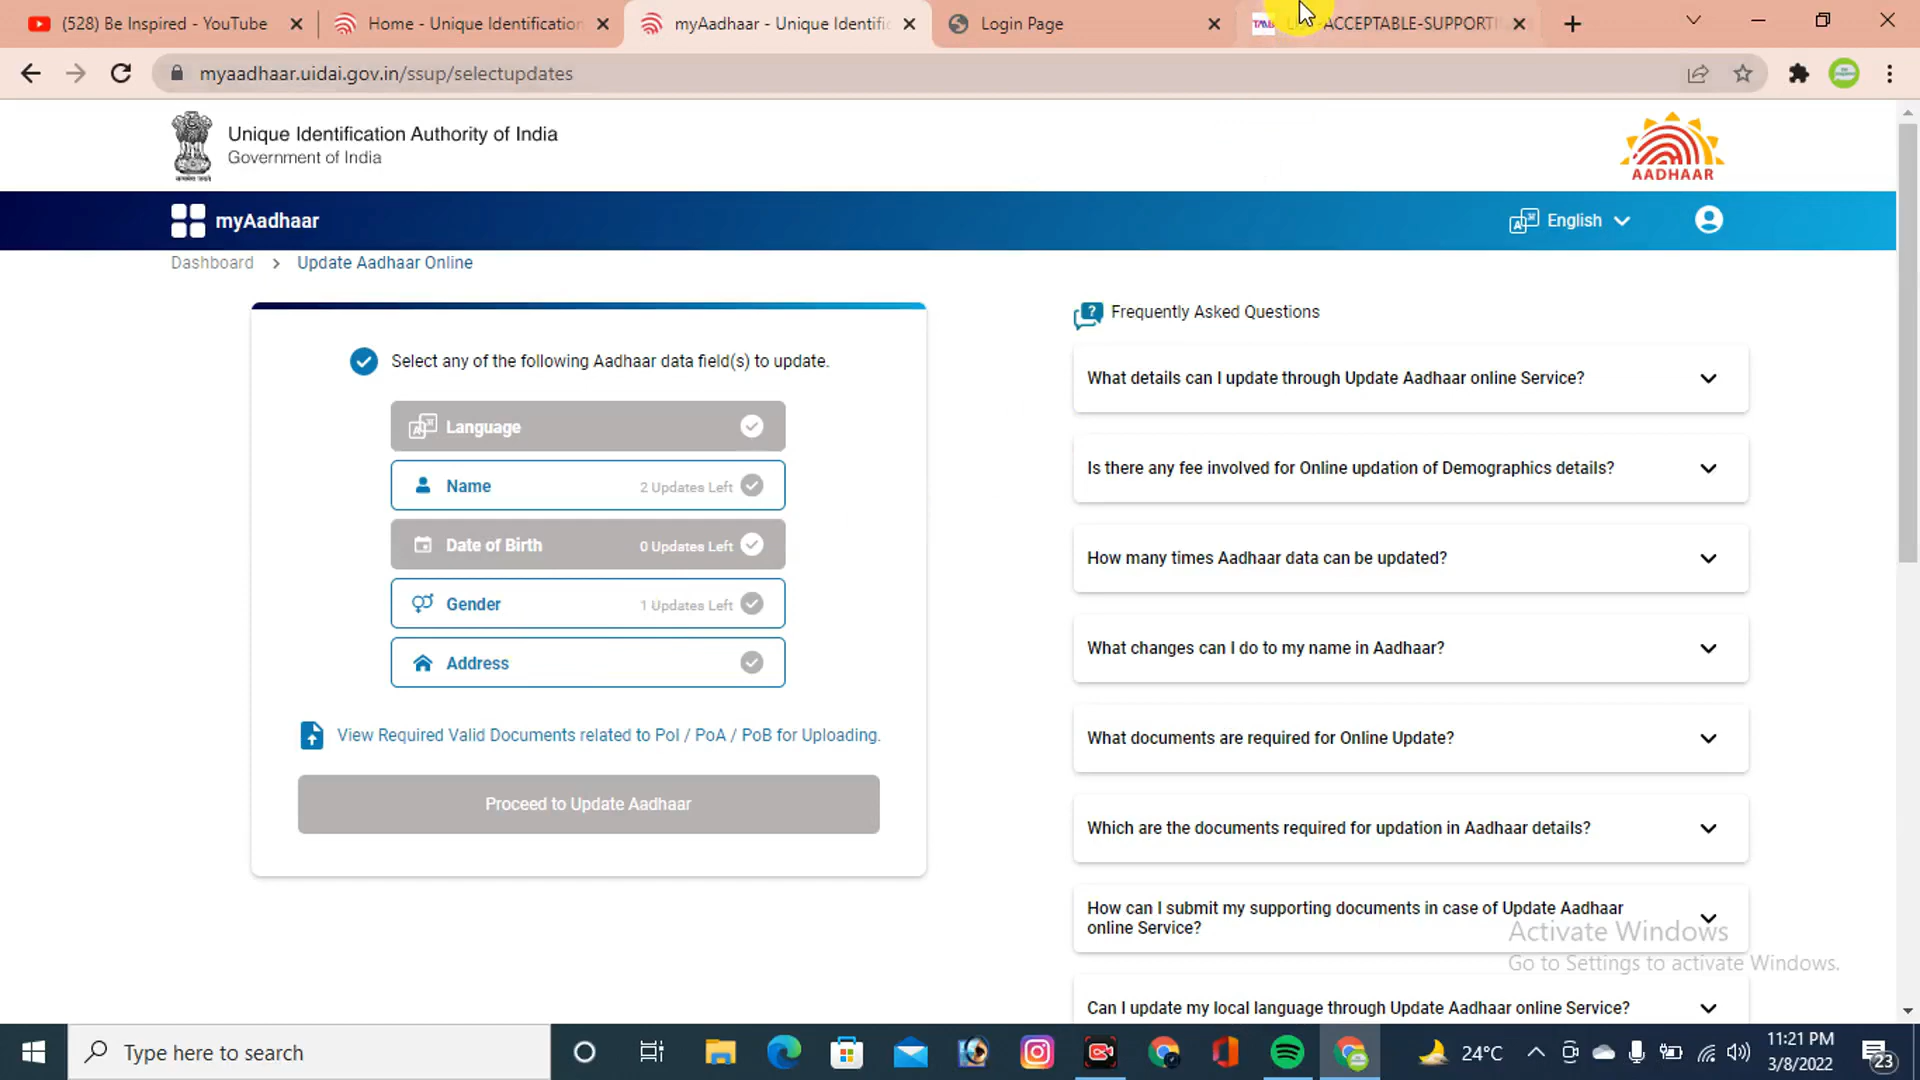 (528) Be Inspired - YouTube
Home - Unique Identification
myAadhaar - Unique Identific
Login Page
-ACCEPTABLE-SUPPORTI
myaadhaar.uidai.gov.in/ssup/selectupdates
Unique Identification Authority of India
Government of India
AADHAAR
myAadhaar
English
Dashboard > Update Aadhaar Online
Select any of the following Aadhaar data field(s) to update.
Language
Name 2 Updates Left
Date of Birth 0 Updates Left
Gender 1 Updates Left
Address
View Required Valid Documents related to PoI / PoA / PoB for Uploading.
Proceed to Update Aadhaar
Frequently Asked Questions
What details can I update through Update Aadhaar online Service?
Is there any fee involved for Online updation of Demographics details?
How many times Aadhaar data can be updated?
What changes can I do to my name in Aadhaar?
What documents are required for Online Update?
Which are the documents required for updation in Aadhaar details?
How can I submit my supporting documents in case of Update Aadhaar
online Service?
Can I update my local language through Update Aadhaar online Service?
Activate Windows
Go to Settings to activate Windows.
Type here to search
24°C
11:21 PM
3/8/2022
23